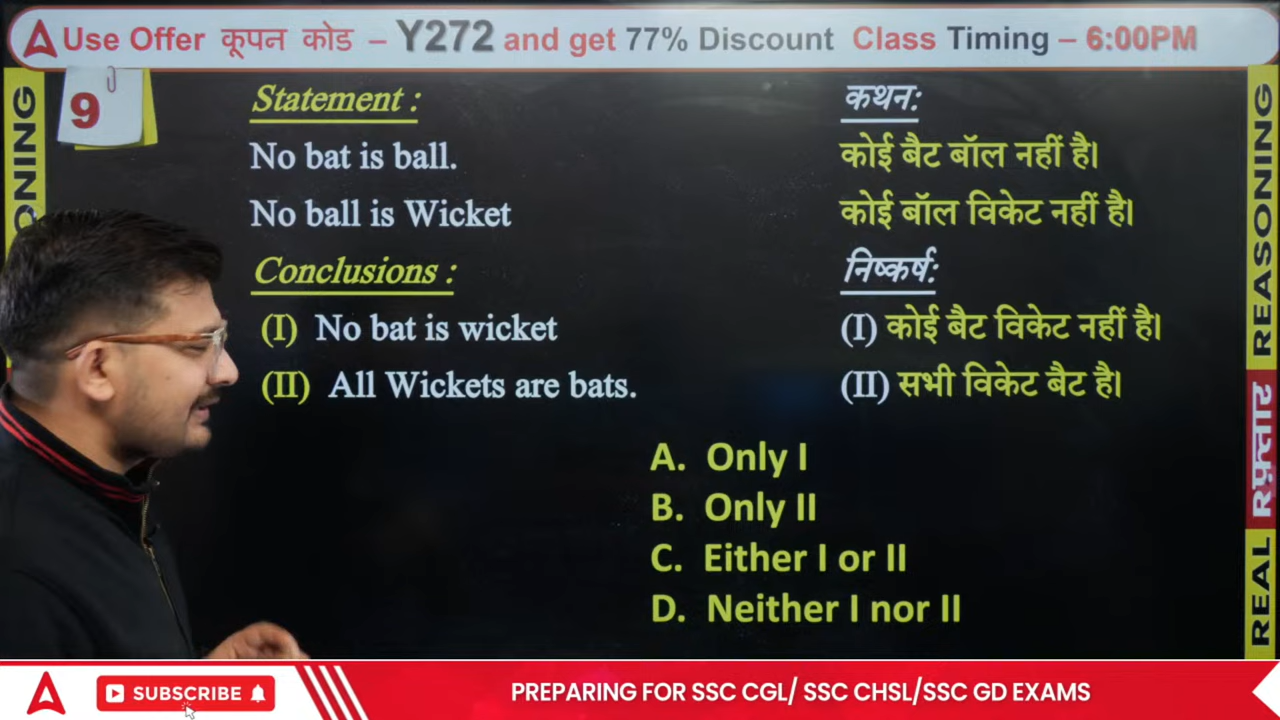 Use Offer कूपन कोड – Y272 and get 77% Discount Class Timing – 6:00PM
9
Statement :
No bat is ball.
No ball is Wicket
Conclusions :
(I) No bat is wicket
(II) All Wickets are bats.
कथन:
कोई बैट बॉल नहीं है।
कोई बॉल विकेट नहीं है।
निष्कर्ष:
(I) कोई बैट विकेट नहीं है।
(II) सभी विकेट बैट है।
A. Only I
B. Only II
C. Either I or II
D. Neither I nor II
ONING
REAL रफ़्तार REASONING
SUBSCRIBE
PREPARING FOR SSC CGL/ SSC CHSL/SSC GD EXAMS